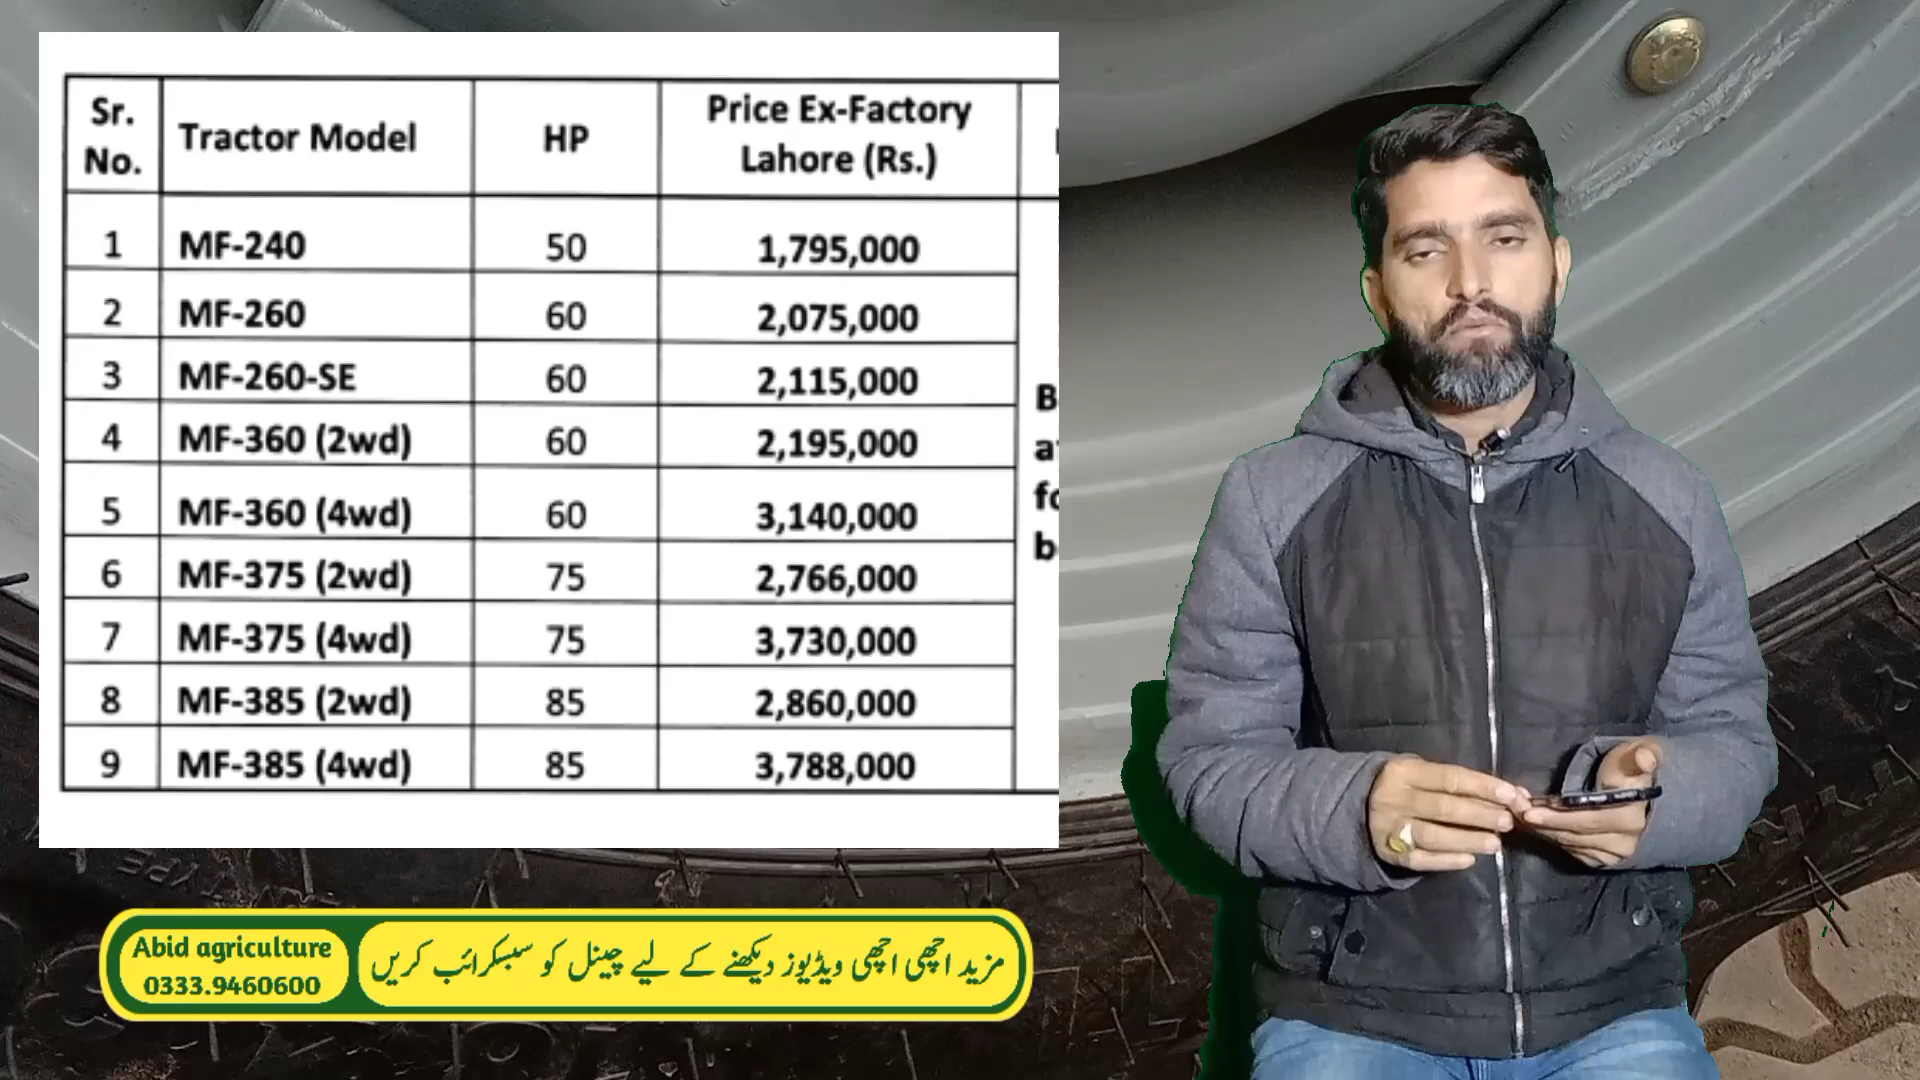 Sr. No. Tractor Model HP Price Ex-Factory Lahore (Rs.)
1 MF-240 50 1,795,000
2 MF-260 60 2,075,000
3 MF-260-SE 60 2,115,000
4 MF-360 (2wd) 60 2,195,000
5 MF-360 (4wd) 60 3,140,000
6 MF-375 (2wd) 75 2,766,000
7 MF-375 (4wd) 75 3,730,000
8 MF-385 (2wd) 85 2,860,000
9 MF-385 (4wd) 85 3,788,000
Abid agriculture
0333.9460600
مزید اچھی اچھی ویڈیوز دیکھنے کے لیے چینل کو سبسکرائب کریں